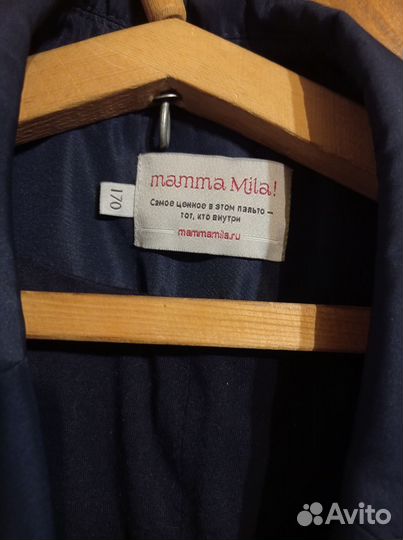 mamma Mila!
Самое ценное в этом пальто —
тот, кто внутри
mammamila.ru
170
Avito